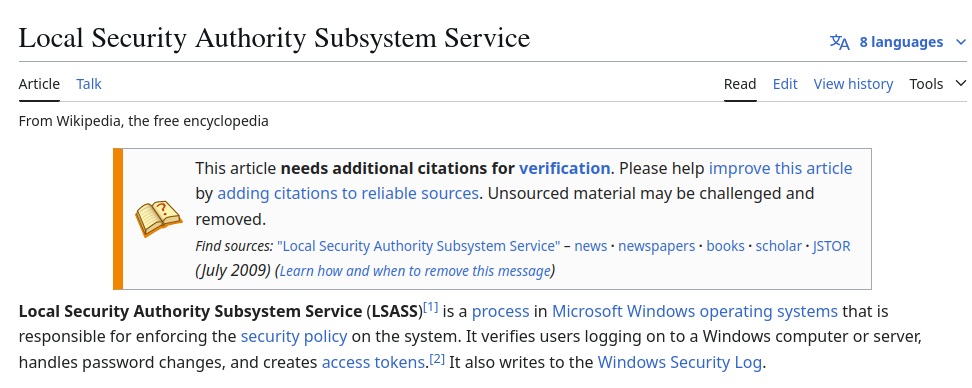 Local Security Authority Subsystem Service
8 languages
Article Talk Read Edit View history Tools
From Wikipedia, the free encyclopedia
This article needs additional citations for verification. Please help improve this article
by adding citations to reliable sources. Unsourced material may be challenged and
removed.
Find sources: "Local Security Authority Subsystem Service" – news · newspapers · books · scholar · JSTOR
(July 2009) (Learn how and when to remove this message)
Local Security Authority Subsystem Service (LSASS)[1] is a process in Microsoft Windows operating systems that is
responsible for enforcing the security policy on the system. It verifies users logging on to a Windows computer or server,
handles password changes, and creates access tokens.[2] It also writes to the Windows Security Log.